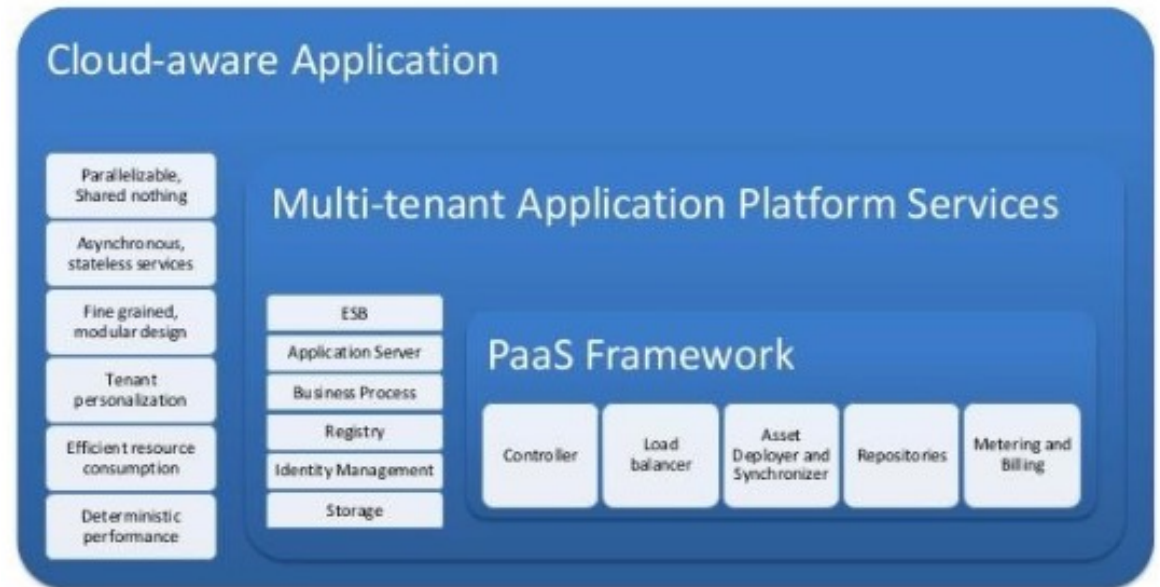 Cloud-aware Application
Parallelizable,
Shared nothing
Asynchronous,
stateless services
Fine grained,
modular design
Tenant
personalization
Efficient resource
consumption
Deterministic
performance
Multi-tenant Application Platform Services
ESB
Application Server
Business Process
Registry
Identity Management
Storage
PaaS Framework
Controller
Load
balancer
Asset
Deployer and
Synchronizer
Repositories
Metering and
Billing